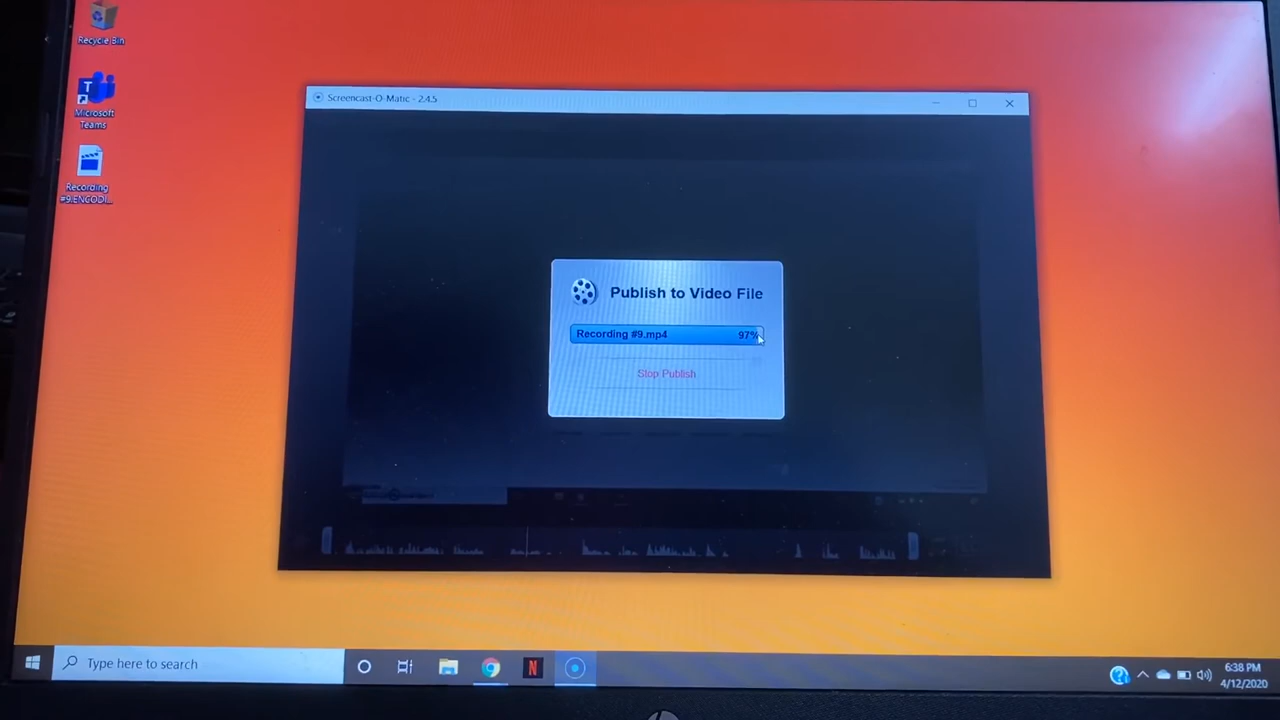 Recycle Bin
Microsoft
Teams
Recording
#9.ENCODI...
Screencast-O-Matic - 2.4.5
Publish to Video File
Recording #9.mp4 97%
Stop Publish
Type here to search
N
6:38 PM
4/12/2020